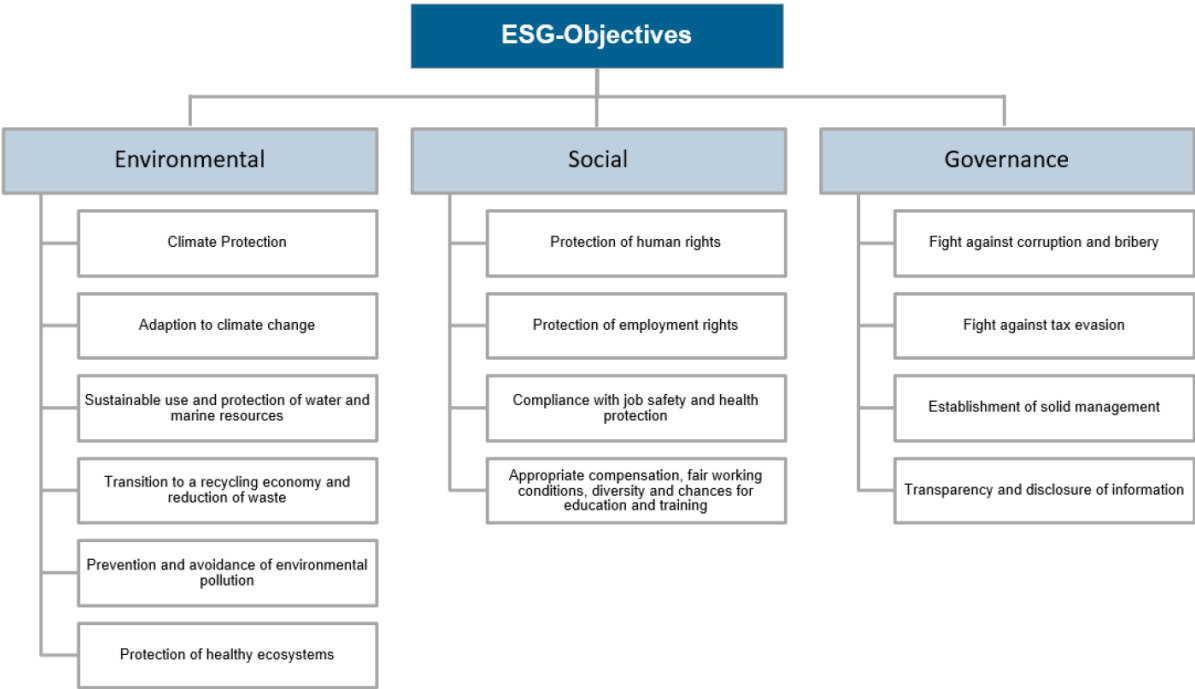 ESG-Objectives
Environmental
Climate Protection
Adaption to climate change
Sustainable use and protection of water and
marine resources
Transition to a recycling economy and
reduction of waste
Prevention and avoidance of environmental
pollution
Protection of healthy ecosystems
Social
Protection of human rights
Protection of employment rights
Compliance with job safety and health
protection
Appropriate compensation, fair working
conditions, diversity and chances for
education and training
Governance
Fight against corruption and bribery
Fight against tax evasion
Establishment of solid management
Transparency and disclosure of information